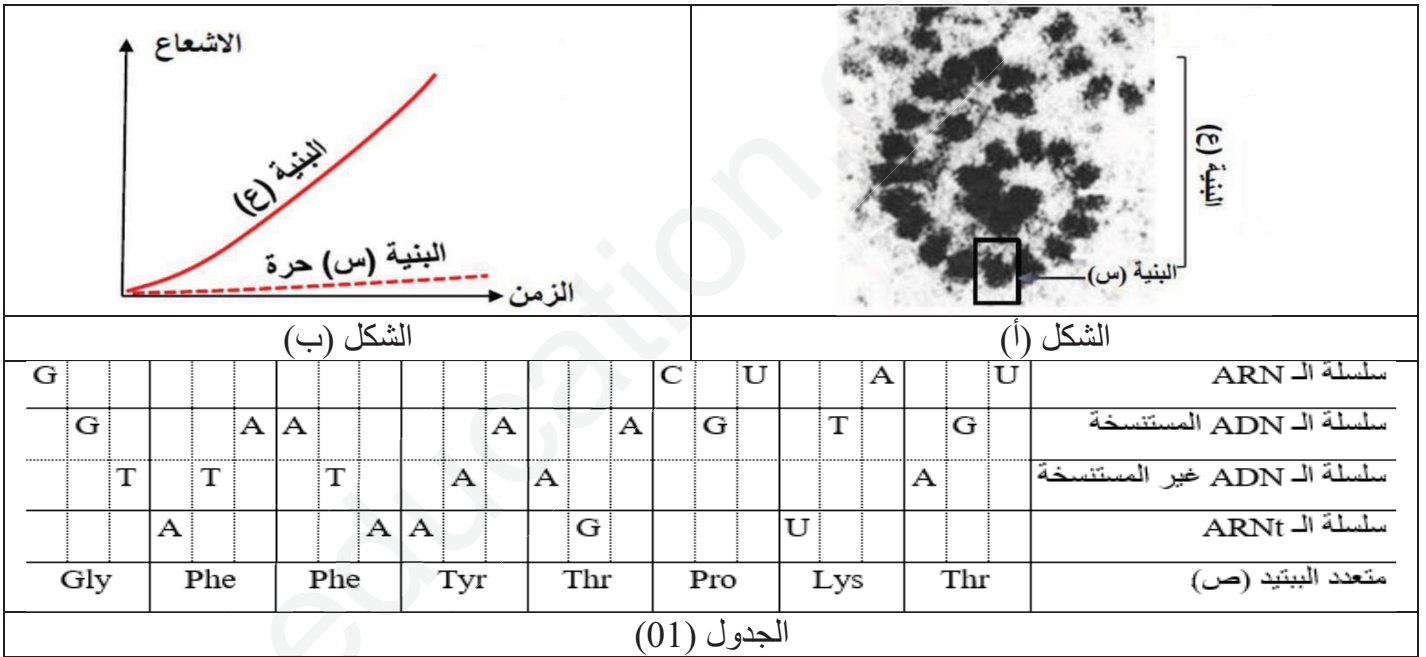 الاشعاع
البنية (ع)
البنية (س) حرة
الزمن
البنية (ع)
البنية (س)
الشكل (ب)
الشكل (أ)
G C U A U سلسلة الـ ARN
G A A A A G T G سلسلة الـ ADN المستنسخة
T T T A A A سلسلة الـ ADN غير المستنسخة
A A A G U سلسلة الـ ARNt
Gly Phe Phe Tyr Thr Pro Lys Thr متعدد الببتيد (ص)
الجدول (01)
education